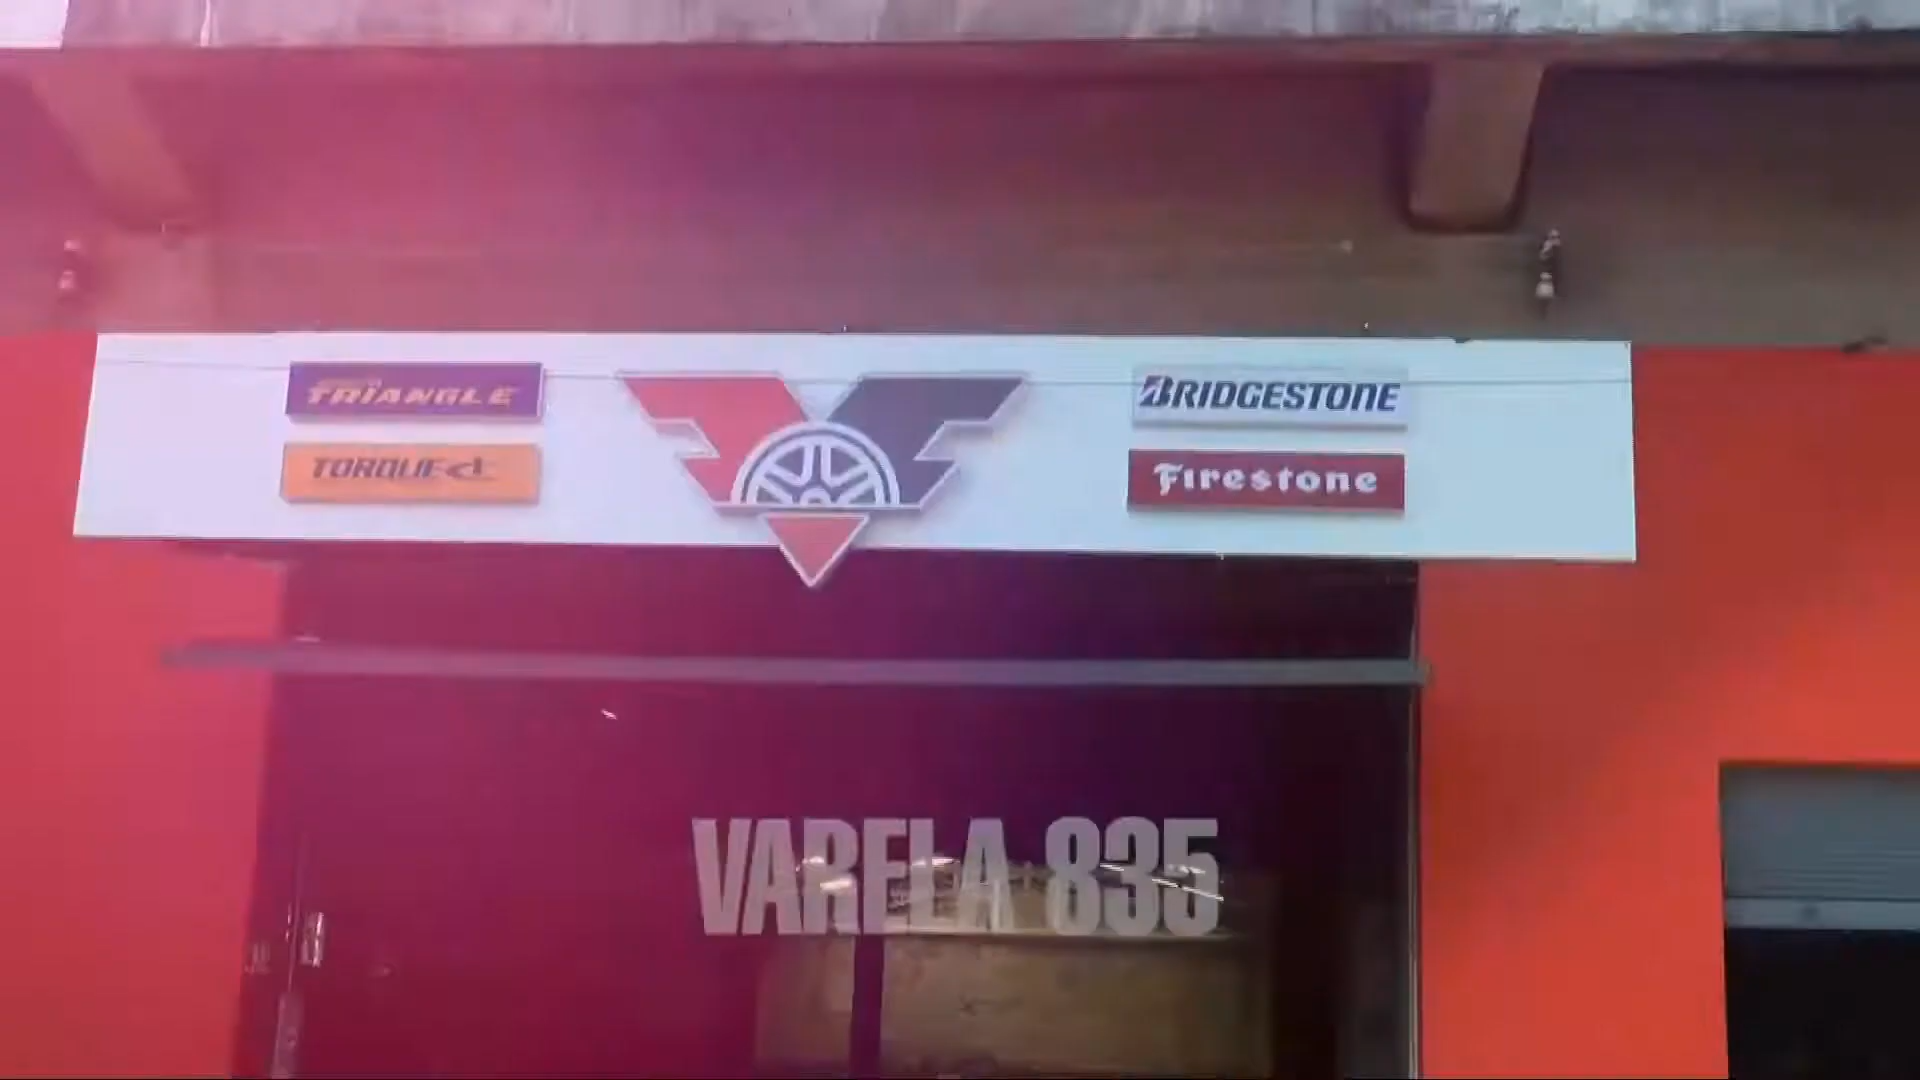 TRIANGLE
TORQUE
BRIDGESTONE
Firestone
VARELA 835